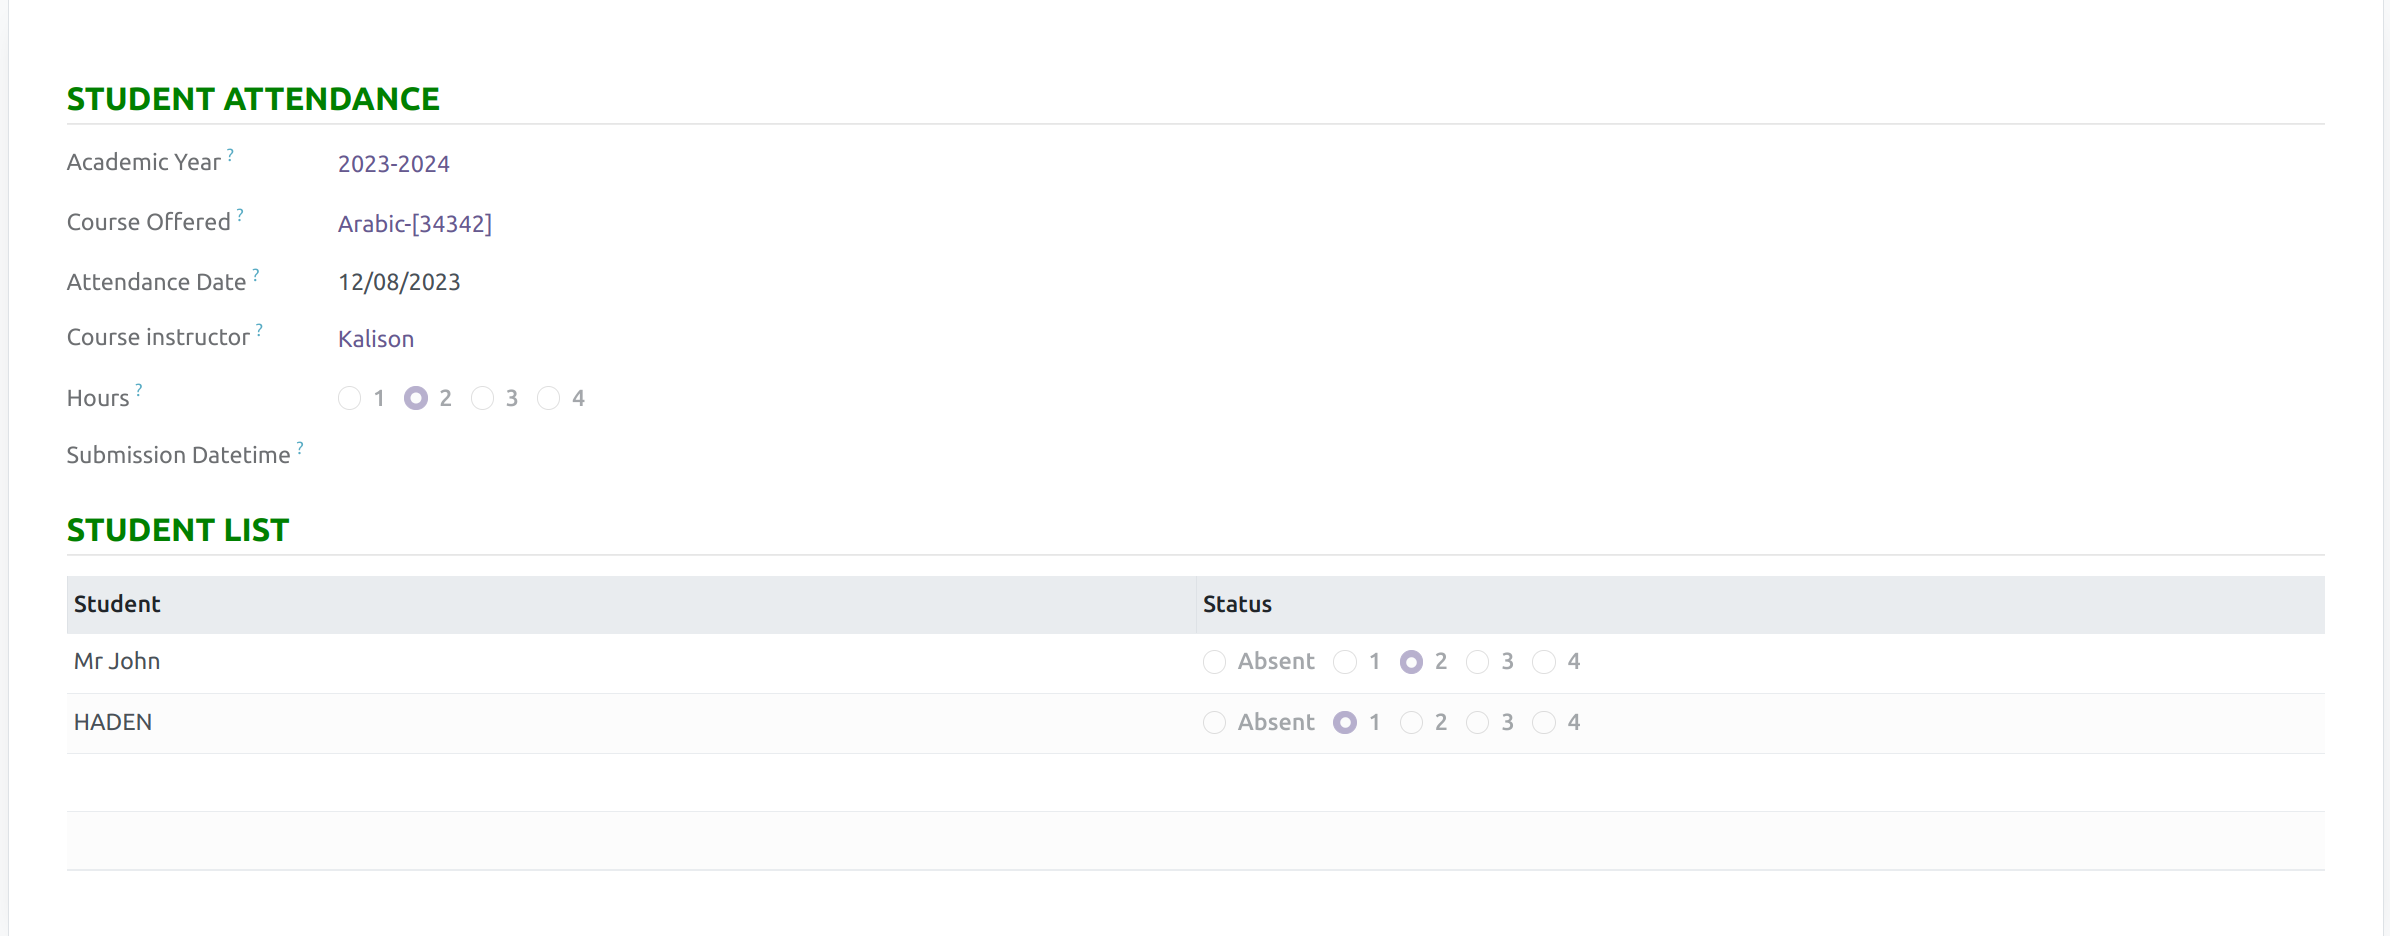 STUDENT ATTENDANCE
Academic Year ? 2023-2024
Course Offered ? Arabic-[34342]
Attendance Date ? 12/08/2023
Course instructor ? Kalison
Hours ? 1 2 3 4
Submission Datetime ?
STUDENT LIST
Student Status
Mr John Absent 1 2 3 4
HADEN Absent 1 2 3 4